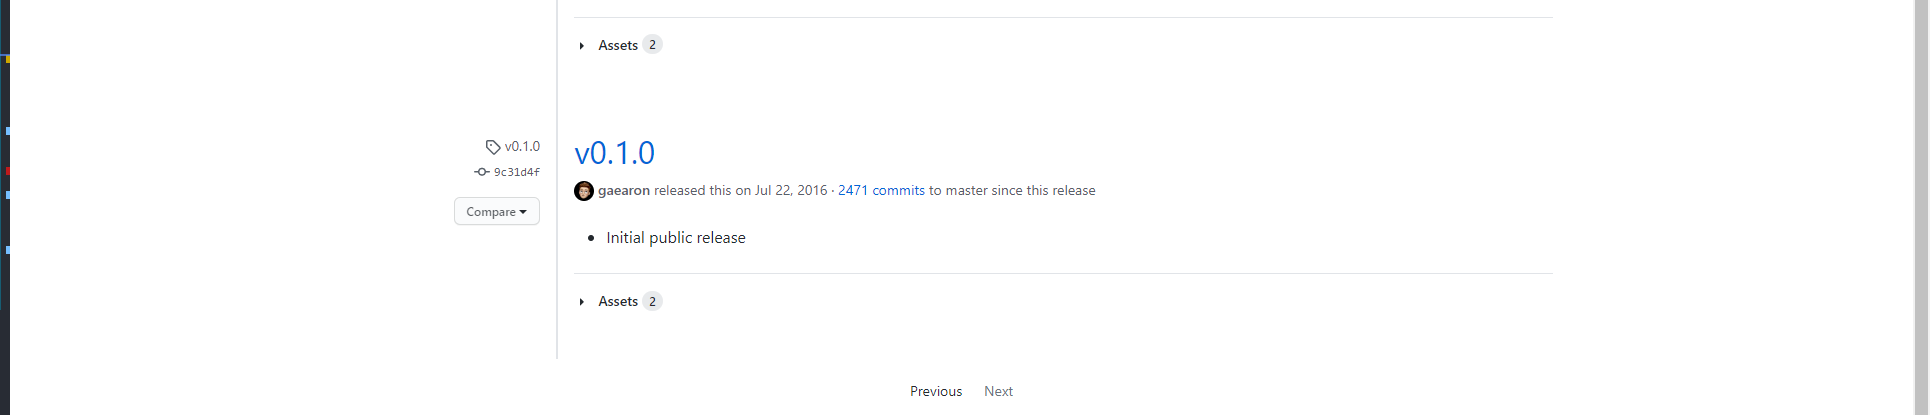 Assets 2
v0.1.0
9c31d4f
Compare
v0.1.0
gaearon released this on Jul 22, 2016 · 2471 commits to master since this release
Initial public release
Assets 2
Previous Next